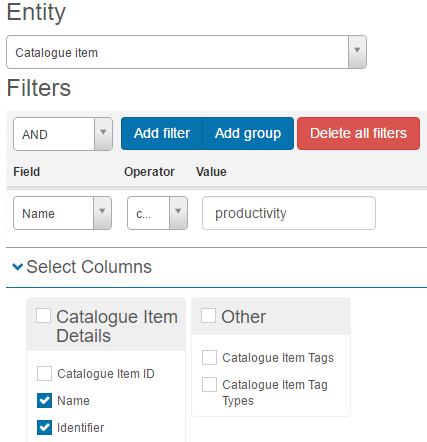 Entity
Catalogue item
Filters
AND Add filter Add group Delete all filters
Field Operator Value
Name c... productivity
Select Columns
Catalogue Item
Details
Catalogue Item ID
Name
Identifier
Other
Catalogue Item Tags
Catalogue Item Tag
Types